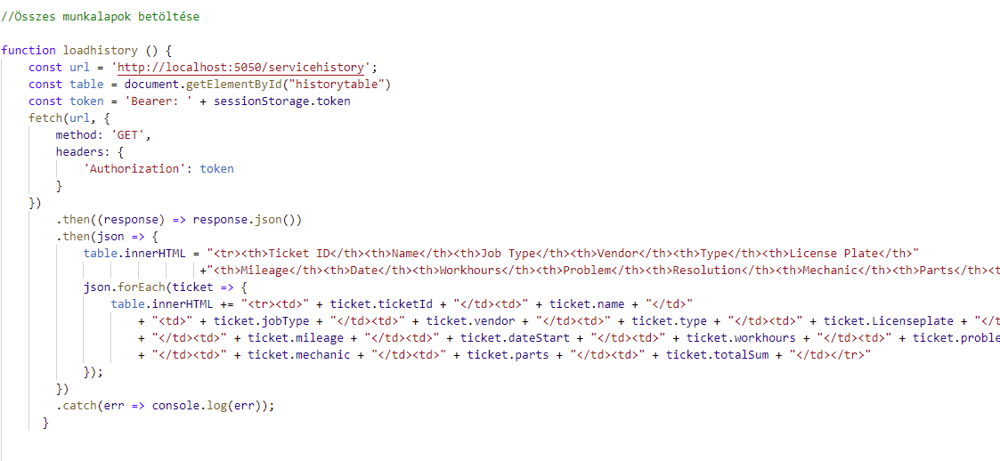 //Összes munkalapok betöltése
function loadhistory () {
const url = 'http://localhost:5050/servicehistory';
const table = document.getElementById("historytable")
const token = 'Bearer: ' + sessionStorage.token
fetch(url, {
method: 'GET',
headers: {
'Authorization': token
}
})
.then((response) => response.json())
.then(json => {
table.innerHTML = "<tr><th>Ticket ID</th><th>Name</th><th>Job Type</th><th>Vendor</th><th>Type</th><th>License Plate</th>"
+"<th>Mileage</th><th>Date</th><th>Workhours</th><th>Problem</th><th>Resolution</th><th>Mechanic</th><th>Parts</th><t
json.forEach(ticket => {
table.innerHTML += "<tr><td>" + ticket.ticketId + "</td><td>" + ticket.name + "</td>"
+ "<td>" + ticket.jobType + "</td><td>" + ticket.vendor + "</td><td>" + ticket.type + "</td><td>" + ticket.Licenseplate + "</t
+ "</td><td>" + ticket.mileage + "</td><td>" + ticket.dateStart + "</td><td>" + ticket.workhours + "</td><td>" + ticket.proble
+ "</td><td>" + ticket.mechanic + "</td><td>" + ticket.parts + "</td><td>" + ticket.totalSum + "</td></tr>"
});
})
.catch(err => console.log(err));
}